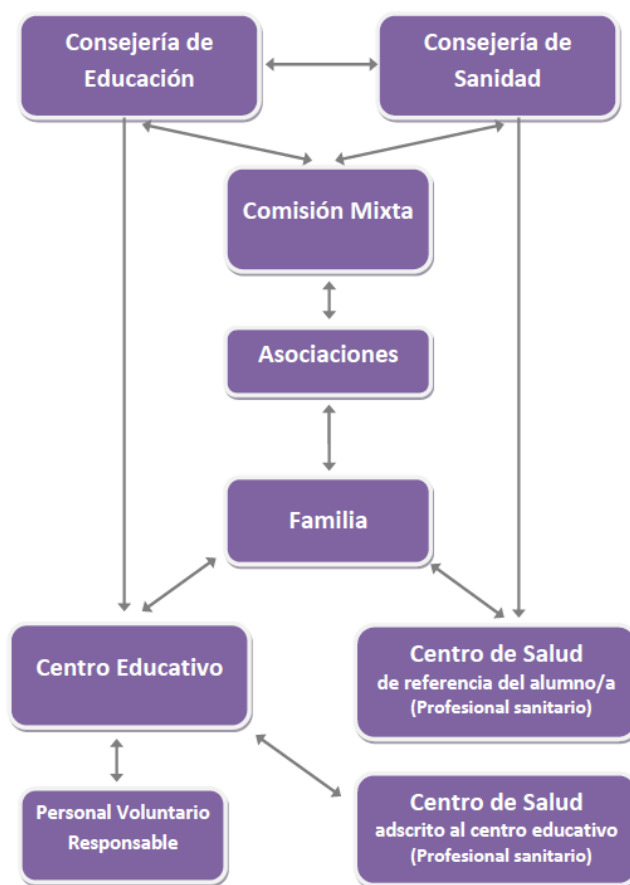 Consejería de
Educación
Consejería de
Sanidad
Comisión Mixta
Asociaciones
Familia
Centro Educativo
Centro de Salud
de referencia del alumno/a
(Profesional sanitario)
Personal Voluntario
Responsable
Centro de Salud
adscrito al centro educativo
(Profesional sanitario)